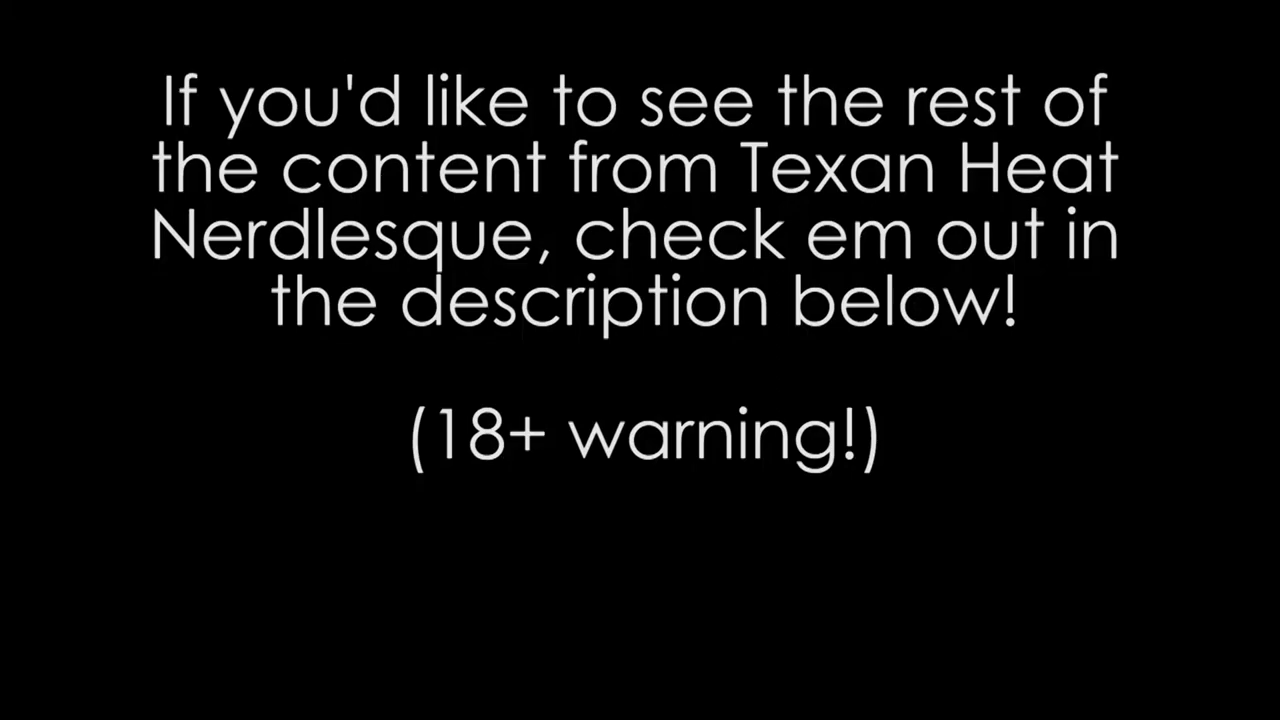 If you'd like to see the rest of
the content from Texan Heat
Nerdlesque, check em out in
the description below!
(18+ warning!)